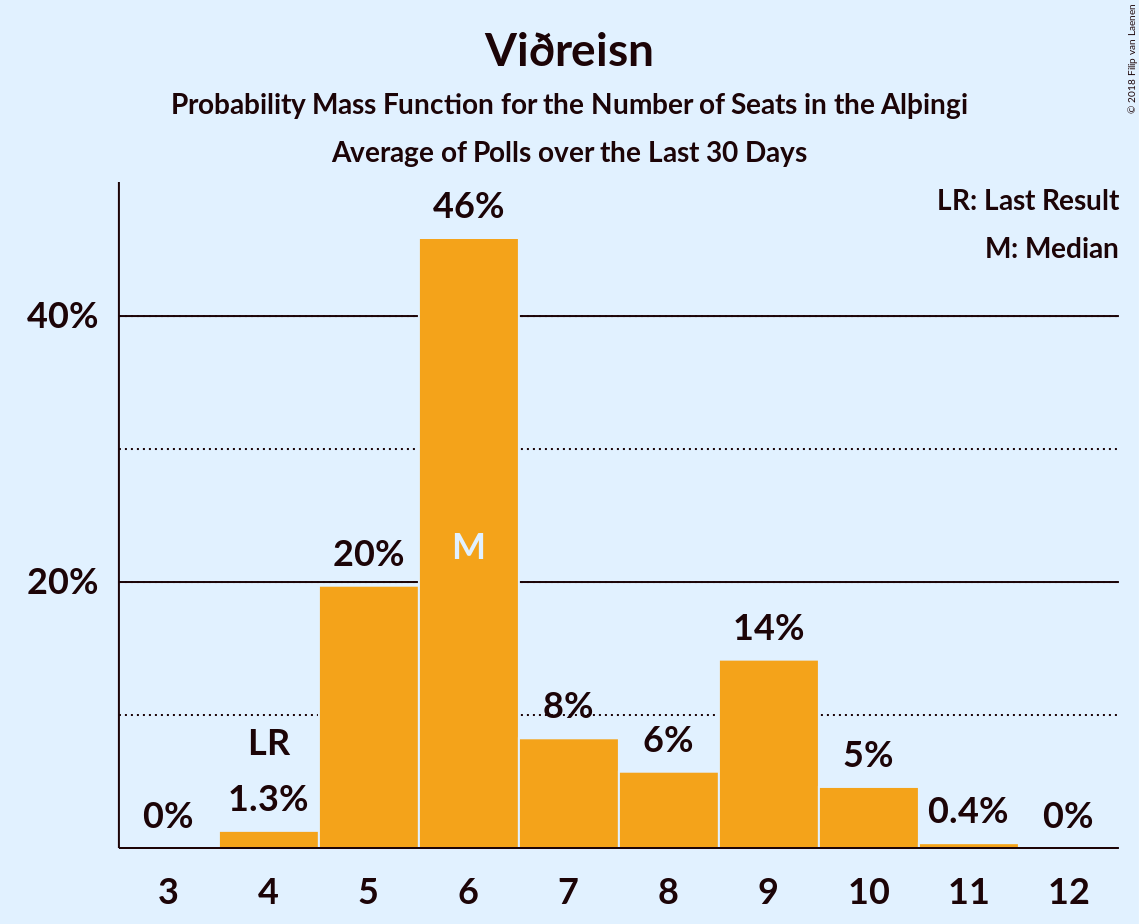 Viðreisn
Probability Mass Function for the Number of Seats in the Alþingi
Average of Polls over the Last 30 Days
© 2018 Filip van Laenen
LR: Last Result
M: Median
46%
40%
M
20%
20%
14%
8%
6%
LR
5%
1.3%
0.4%
0%
0%
3 4 5 6 7 8 9 10 11 12